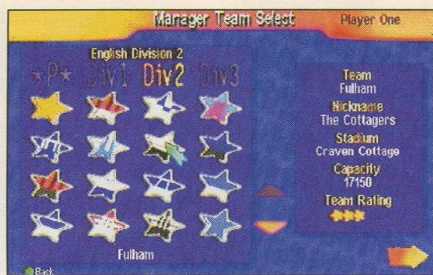 Manager Team Select
Player One
English Division 2
★P★ Div1 Div2 Div3
Fulham
Team
Fulham
Nickname
The Cottagers
Stadium
Craven Cottage
Capacity
17150
Team Rating
Back